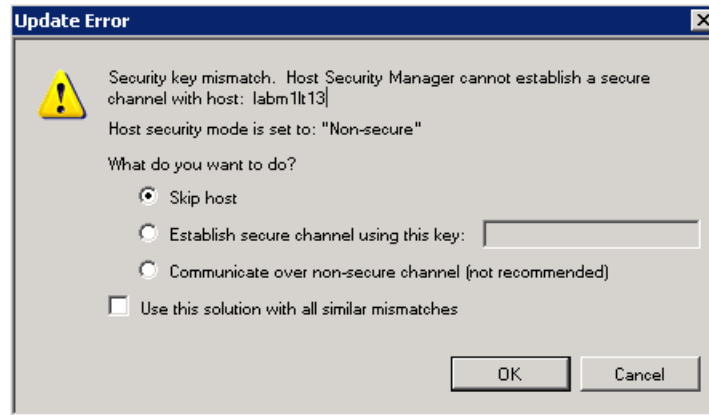 Update Error
Security key mismatch. Host Security Manager cannot establish a secure
channel with host: labm1lt13
Host security mode is set to: "Non-secure"
What do you want to do?
Skip host
Establish secure channel using this key:
Communicate over non-secure channel (not recommended)
Use this solution with all similar mismatches
OK Cancel